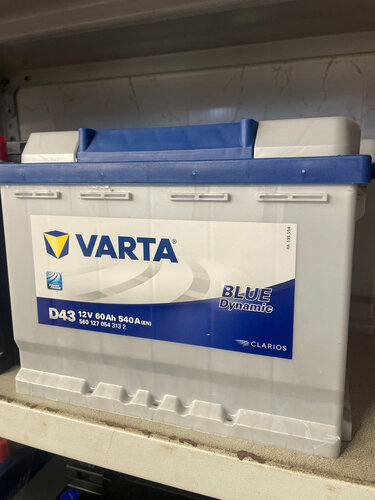 VARTA®
BLUE
Dynamic
D43 12V 60Ah 540A (EN)
560 127 054 313 2
CLARIOS